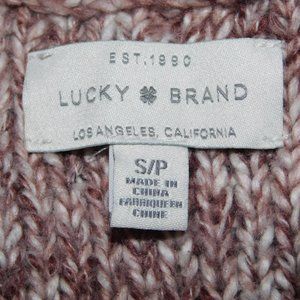 EST.1990
LUCKY BRAND
LOS ANGELES, CALIFORNIA
S/P
MADE IN
CHINA
FABRIQUE EN
CHINE